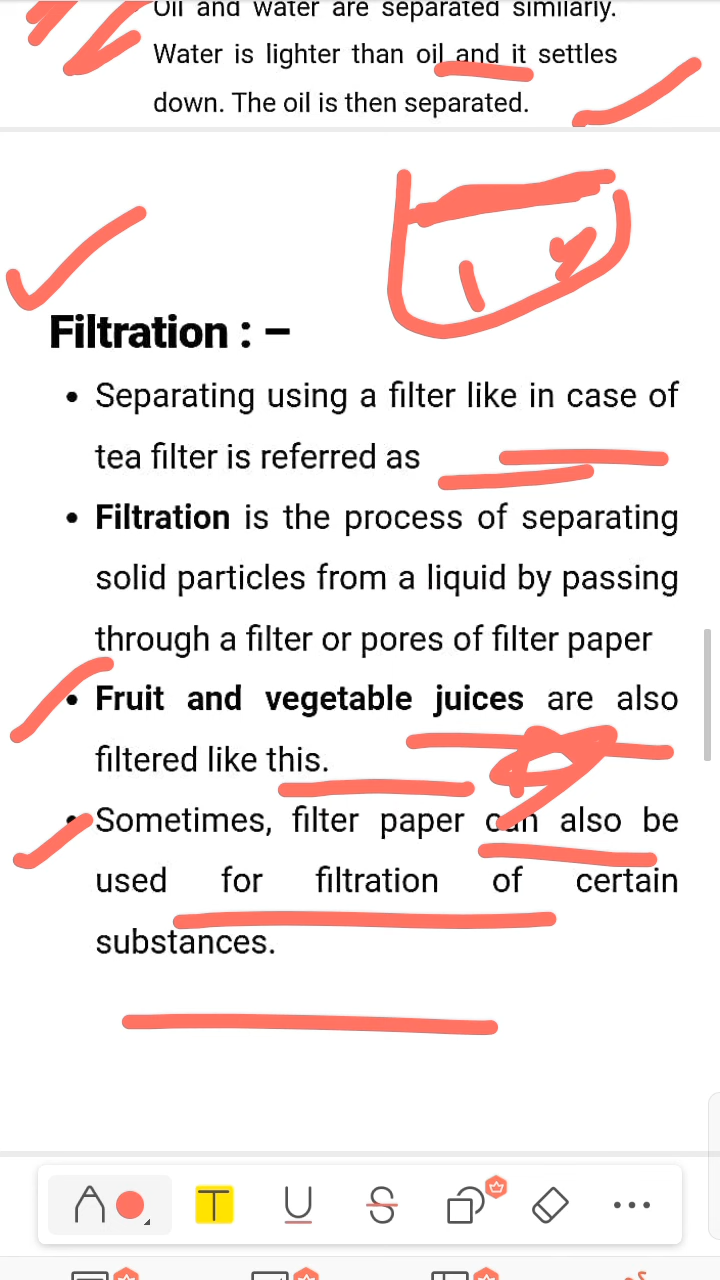 Oil and water are separated similarly.
Water is lighter than oil and it settles
down. The oil is then separated.
Filtration : –
• Separating using a filter like in case of
tea filter is referred as
• Filtration is the process of separating
solid particles from a liquid by passing
through a filter or pores of filter paper
• Fruit and vegetable juices are also
filtered like this.
• Sometimes, filter paper can also be
used for filtration of certain
substances.